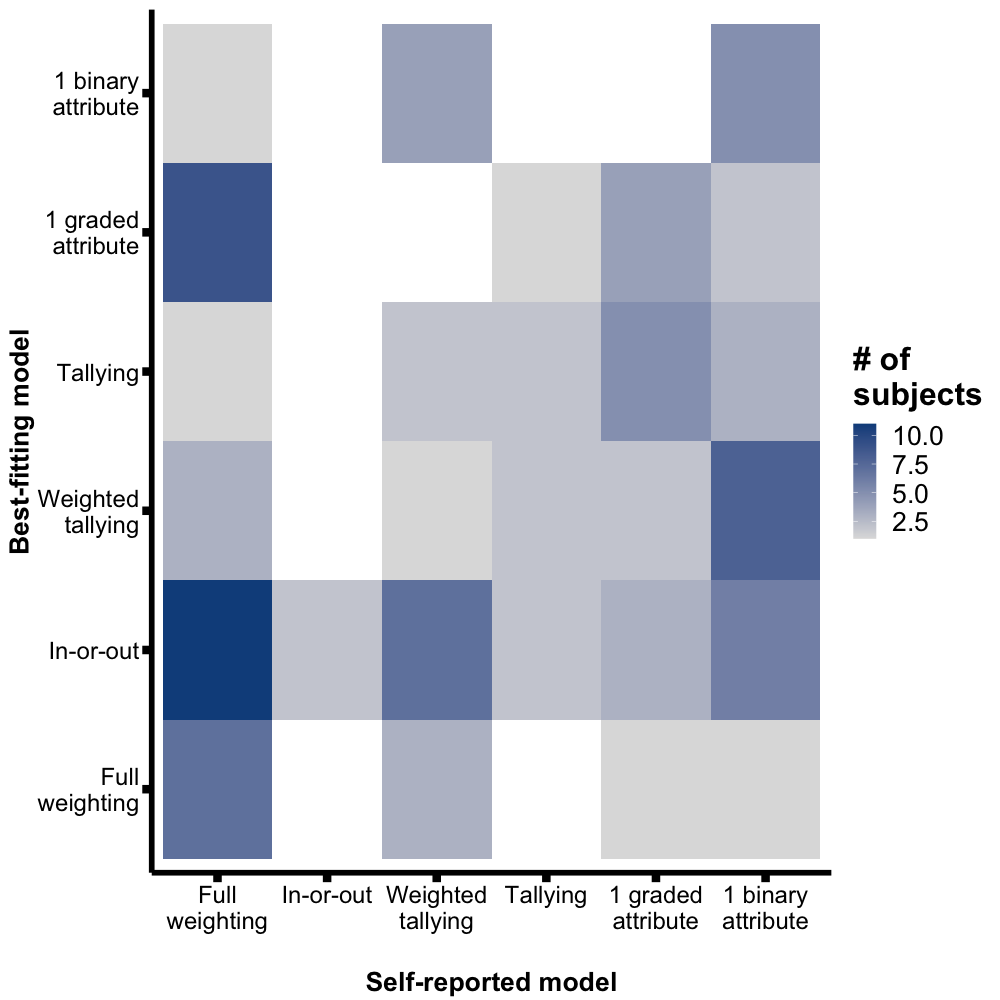 1 binary
attribute
1 graded
attribute
Tallying
Weighted
tallying
In-or-out
Full
weighting
Best-fitting model
Full
weighting
In-or-out
Weighted
tallying
Tallying
1 graded
attribute
1 binary
attribute
Self-reported model
# of
subjects
10.0
7.5
5.0
2.5